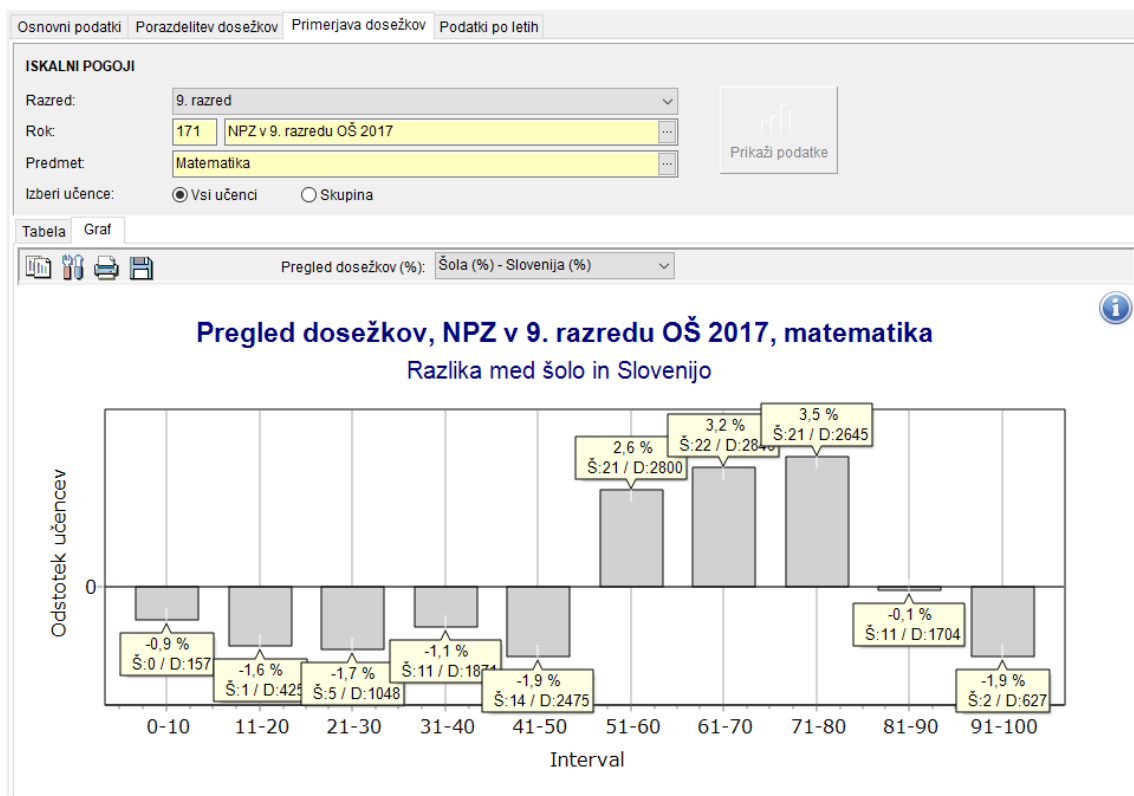 Osnovni podatki Porazdelitev dosežkov Primerjava dosežkov Podatki po letih
ISKALNI POGOJI
Razred: 9. razred
Rok: 171 NPZ v 9. razredu OŠ 2017 ...
Predmet: Matematika ...
Prikaži podatke
Izberi učence: Vsi učenci Skupina
Tabela Graf
Pregled dosežkov (%): Šola (%) - Slovenija (%)
Pregled dosežkov, NPZ v 9. razredu OŠ 2017, matematika
Razlika med šolo in Slovenijo
Odstotek učencev
0
-0,9 %
Š:0 / D:157
-1,6 %
Š:1 / D:425
-1,7 %
Š:5 / D:1048
-1,1 %
Š:11 / D:1871
-1,9 %
Š:14 / D:2475
2,6 %
Š:21 / D:2800
3,2 %
Š:22 /
3,5 %
Š:21 / D:2645
-0,1 %
Š:11 / D:1704
-1,9 %
Š:2 / D:627
0-10 11-20 21-30 31-40 41-50 51-60 61-70 71-80 81-90 91-100
Interval